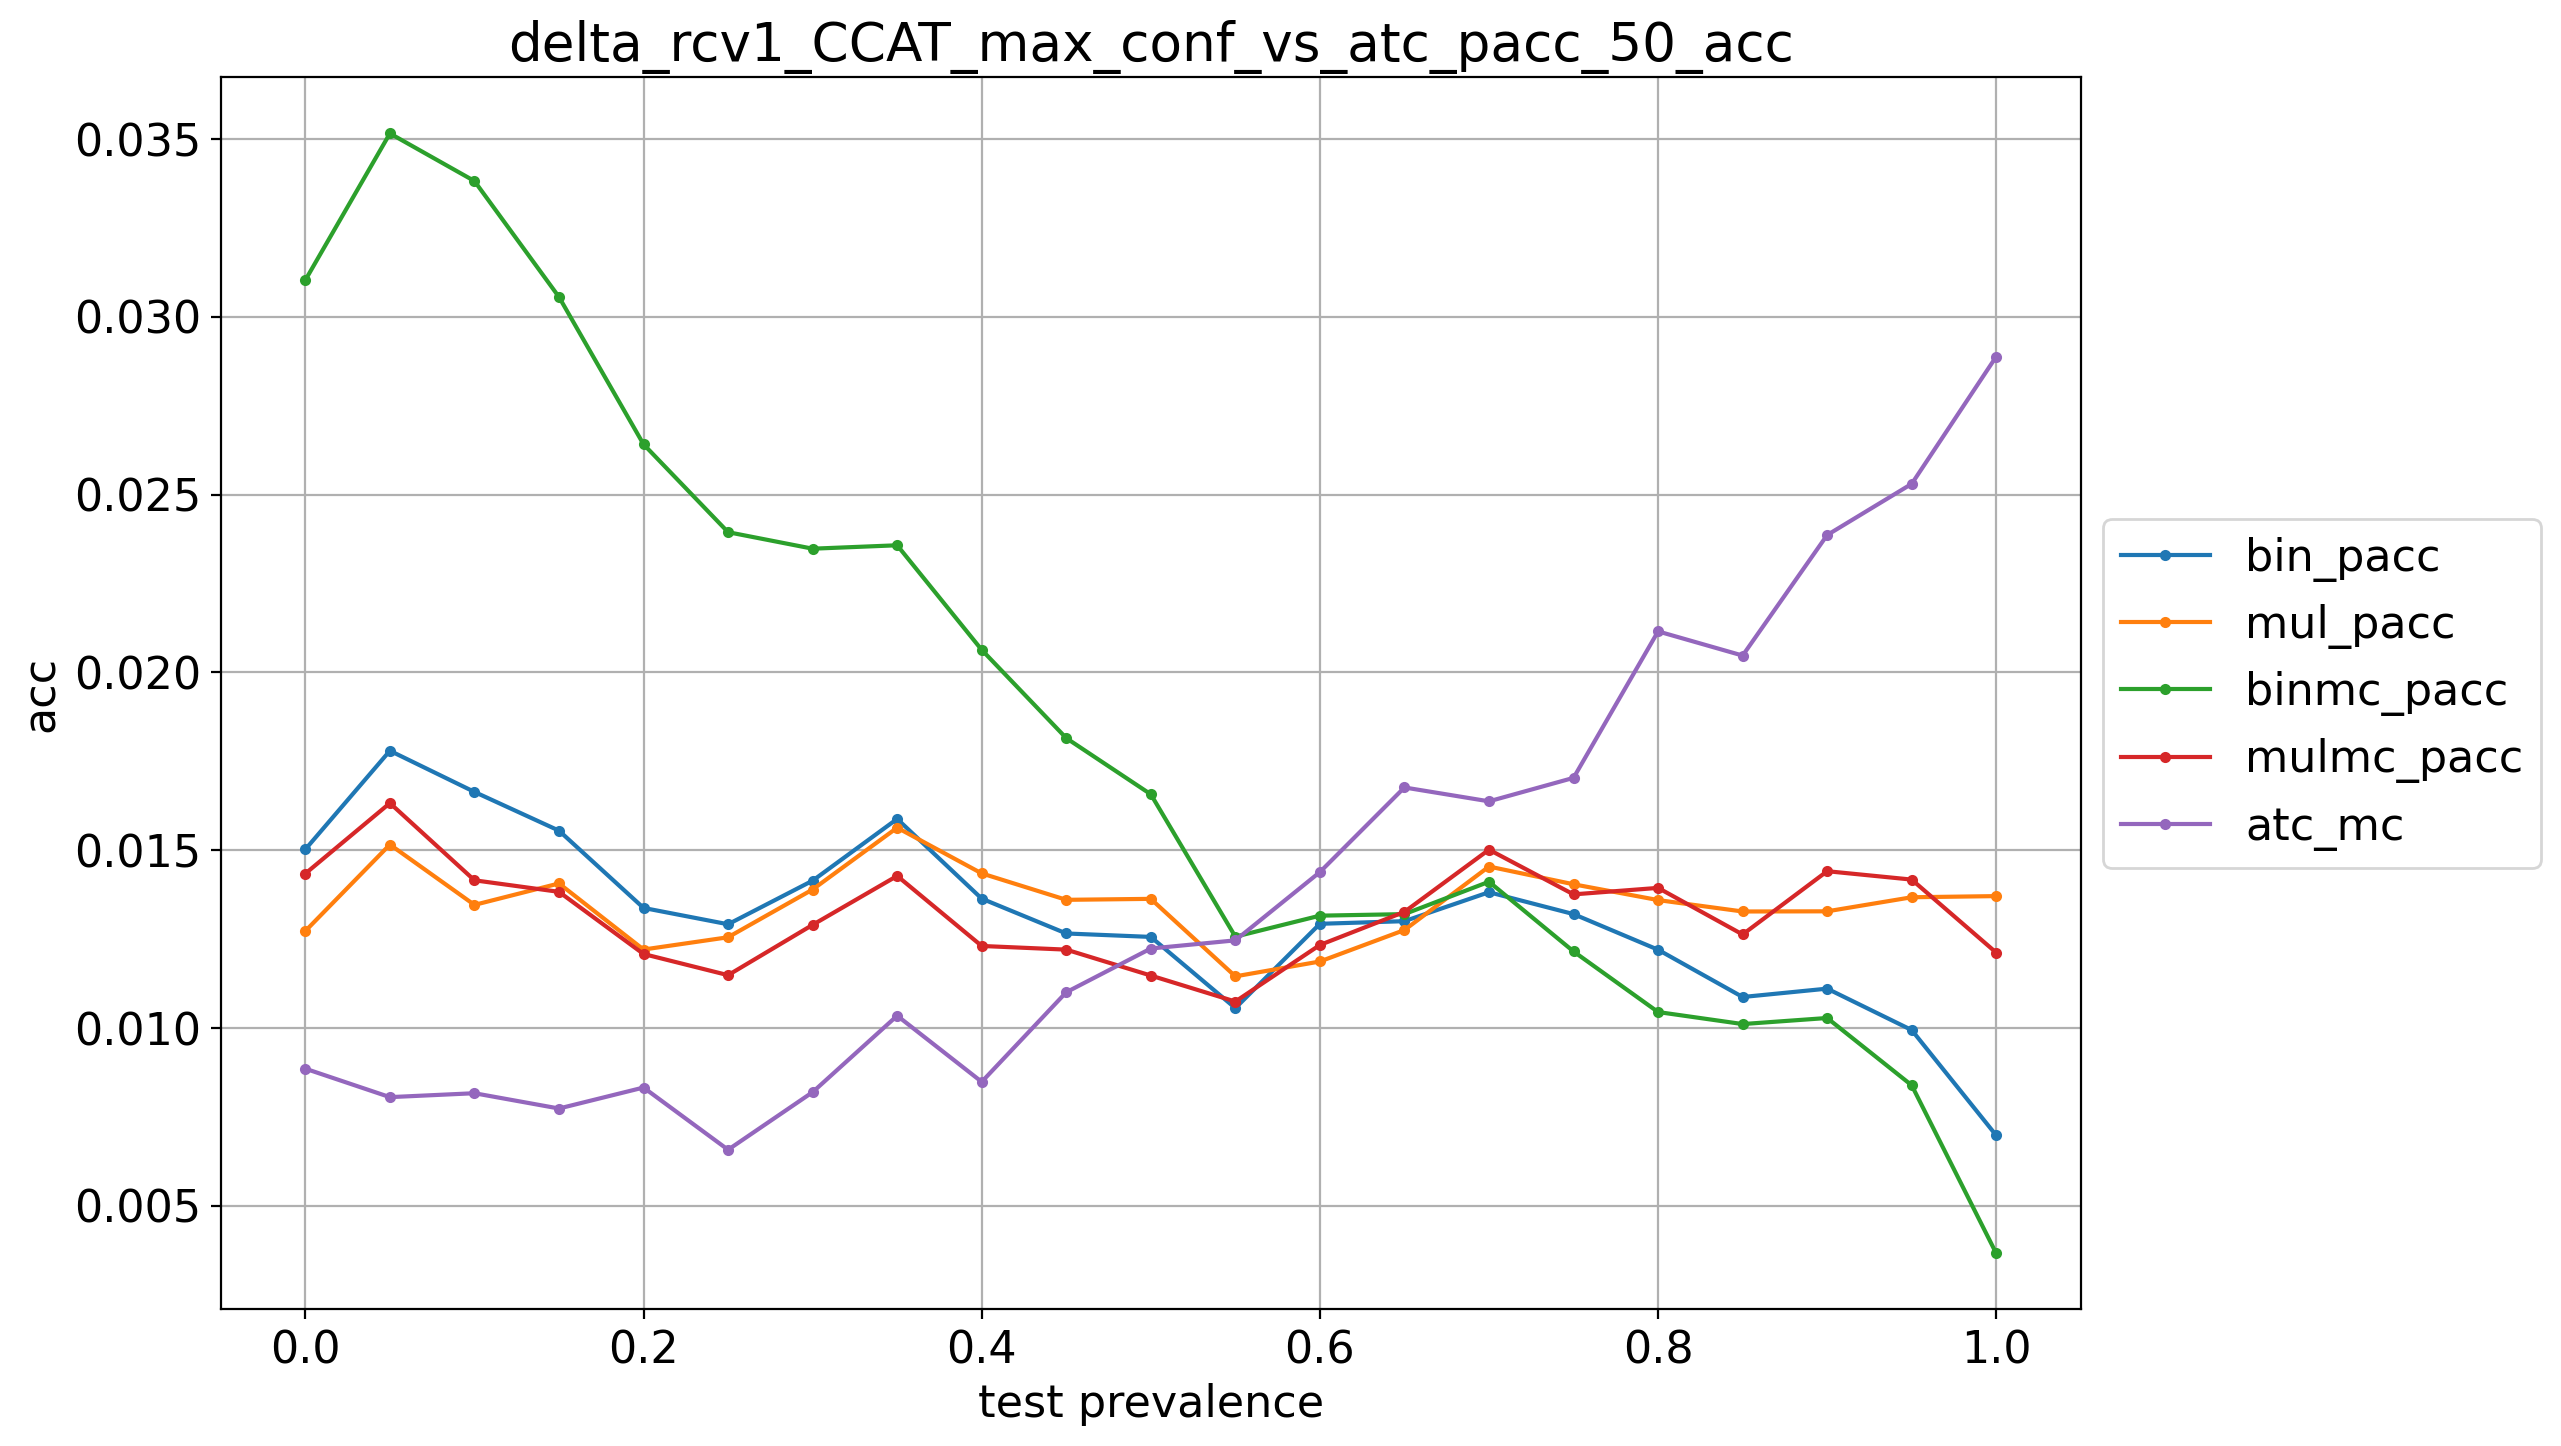 delta_rcv1_CCAT_max_conf_vs_atc_pacc_50_acc
acc
0.035
0.030
0.025
0.020
0.015
0.010
0.005
0.0 0.2 0.4 0.6 0.8 1.0
test prevalence
bin_pacc
mul_pacc
binmc_pacc
mulmc_pacc
atc_mc